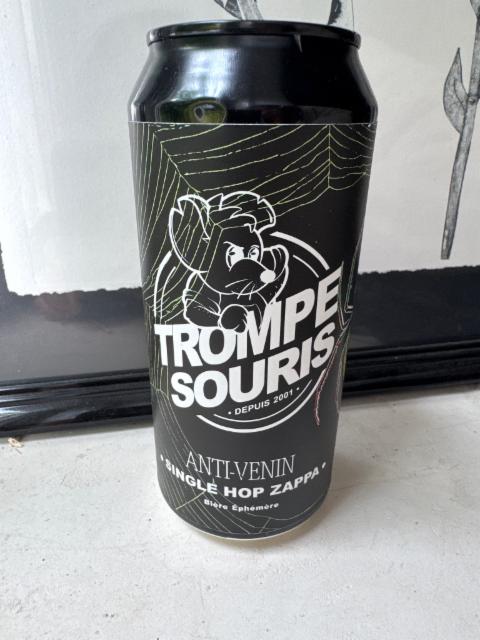 TROMPE
SOURIS
• DEPUIS 2001 •
ANTI-VENIN
• SINGLE HOP ZAPPA •
Bière Éphémère